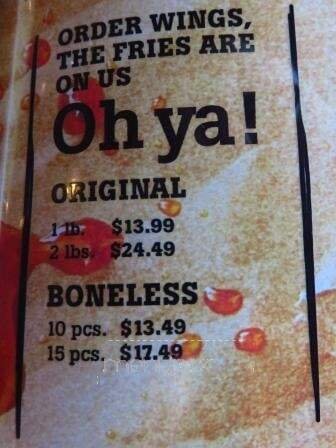 ORDER WINGS,
THE FRIES ARE
ON US
Oh ya!
ORIGINAL
1 lb. $13.99
2 lbs. $24.49
BONELESS
10 pcs. $13.49
15 pcs. $17.49